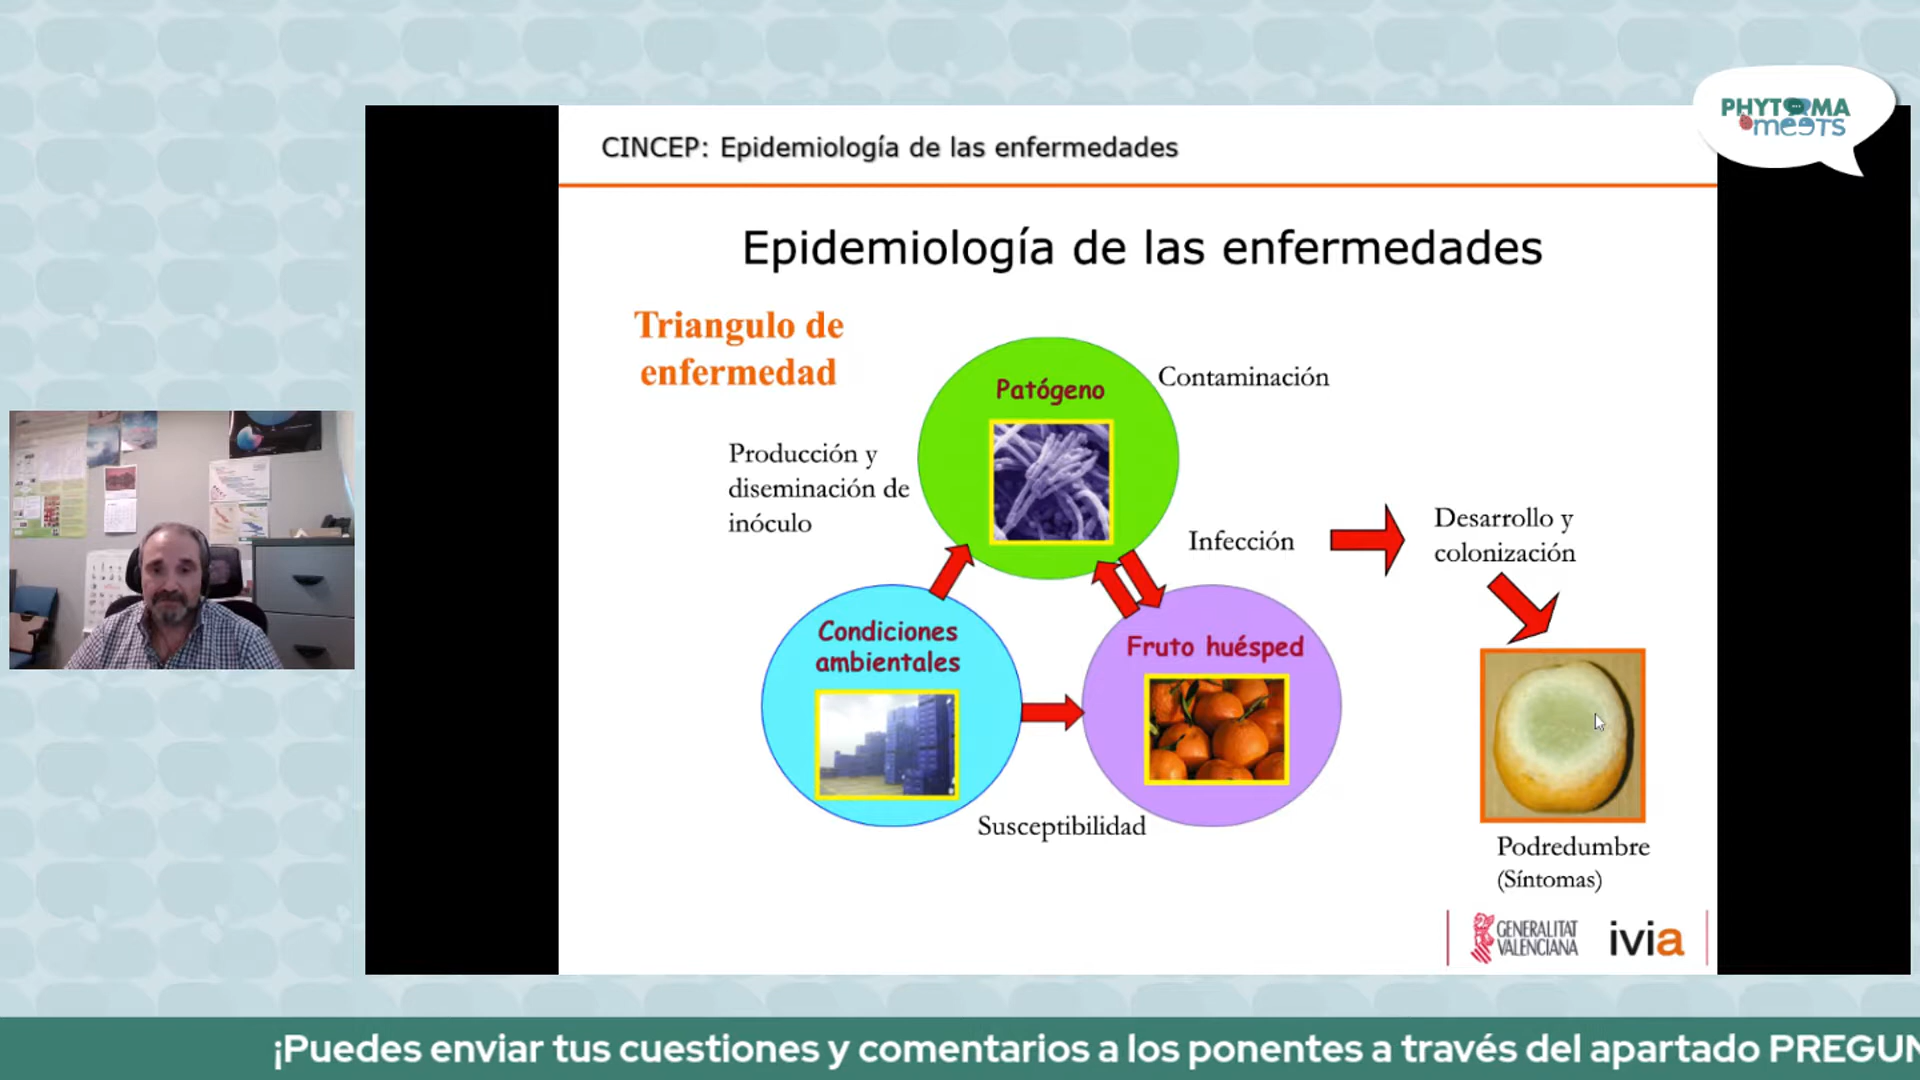 PHYTOMA
meeTs
CINCEP: Epidemiología de las enfermedades
Epidemiología de las enfermedades
Triangulo de
enfermedad
Patógeno
Contaminación
Producción y
diseminación de
inóculo
Infección
Desarrollo y
colonización
Condiciones
ambientales
Fruto huésped
Susceptibilidad
Podredumbre
(Síntomas)
GENERALITAT
VALENCIANA
ivia
¡Puedes enviar tus cuestiones y comentarios a los ponentes a través del apartado PREGUN